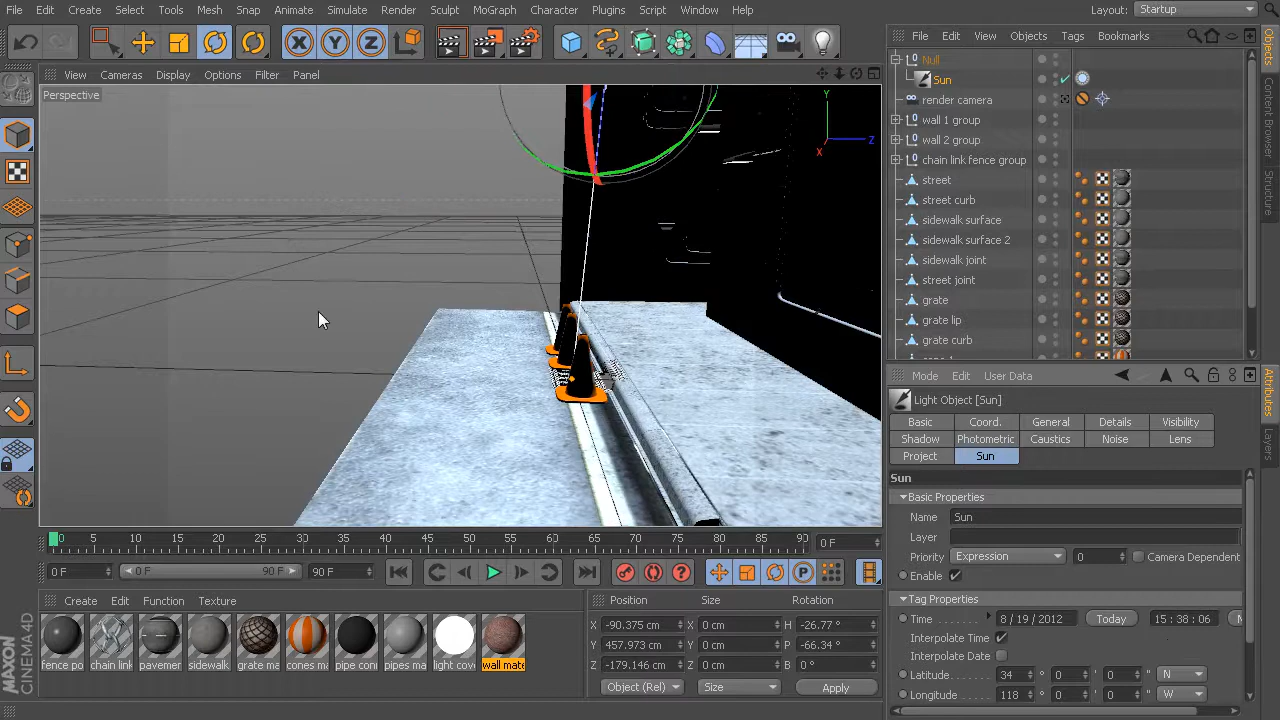 File Edit Create Select Tools Mesh Snap Animate Simulate Render Sculpt MoGraph Character Plugins Script Window Help Layout: Startup
View Cameras Display Options Filter Panel
File Edit View Objects Tags Bookmarks
Perspective
Y
Z
X
Null
Sun
render camera
wall 1 group
wall 2 group
chain link fence group
street
street curb
sidewalk surface
sidewalk surface 2
sidewalk joint
street joint
grate
grate lip
grate curb
Objects
Content Browser
Structure
Attributes
Layers
Mode Edit User Data
Light Object [Sun]
Basic Coord. General Details Visibility
Shadow Photometric Caustics Noise Lens
Project Sun
Sun
Basic Properties
Name Sun
Layer
Priority Expression 0 Camera Dependent
Enable
Tag Properties
Time 8 / 19 / 2012 Today 15 : 38 : 06
Interpolate Time
Interpolate Date
Latitude 34 ° 0 ' 0 " N
Longitude 118 ° 0 ' 0 " W
0 5 10 15 20 25 30 35 40 45 50 55 60 65 70 75 80 85 90 0 F
0 F 0 F 90 F 90 F
Create Edit Function Texture
fence po chain link pavemer sidewalk grate ma cones ma pipe conn pipes ma light cov wall mate
Position Size Rotation
X -90.375 cm X 0 cm H -26.77 °
Y 457.973 cm Y 0 cm P -66.34 °
Z -179.146 cm Z 0 cm B 0 °
Object (Rel) Size Apply
MAXON
CINEMA 4D